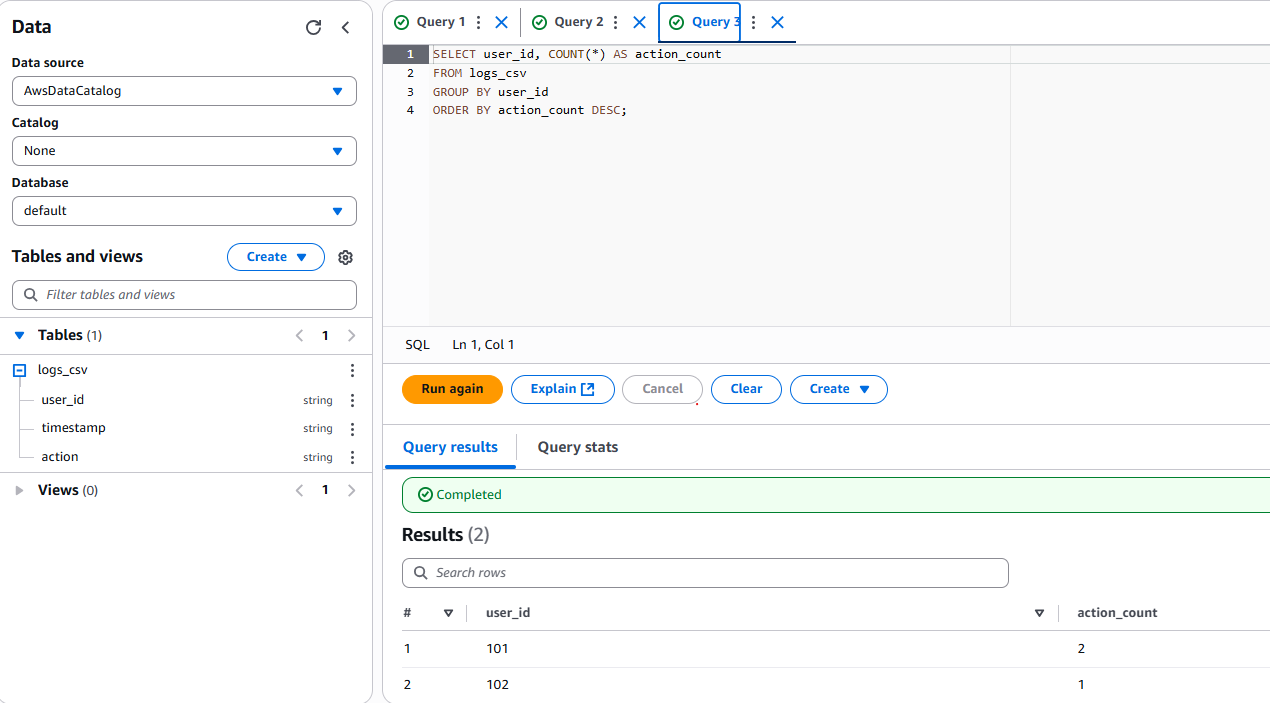 Data
Data source
AwsDataCatalog
Catalog
None
Database
default
Tables and views
Create
Filter tables and views
Tables (1)
1
logs_csv
user_id string
timestamp string
action string
Views (0)
1
Query 1
Query 2
Query 3
1 SELECT user_id, COUNT(*) AS action_count
2 FROM logs_csv
3 GROUP BY user_id
4 ORDER BY action_count DESC;
SQL Ln 1, Col 1
Run again Explain Cancel Clear Create
Query results Query stats
Completed
Results (2)
Search rows
# user_id action_count
1 101 2
2 102 1